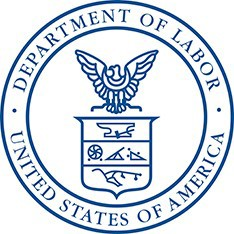 DEPARTMENT OF LABOR
UNITED STATES OF AMERICA